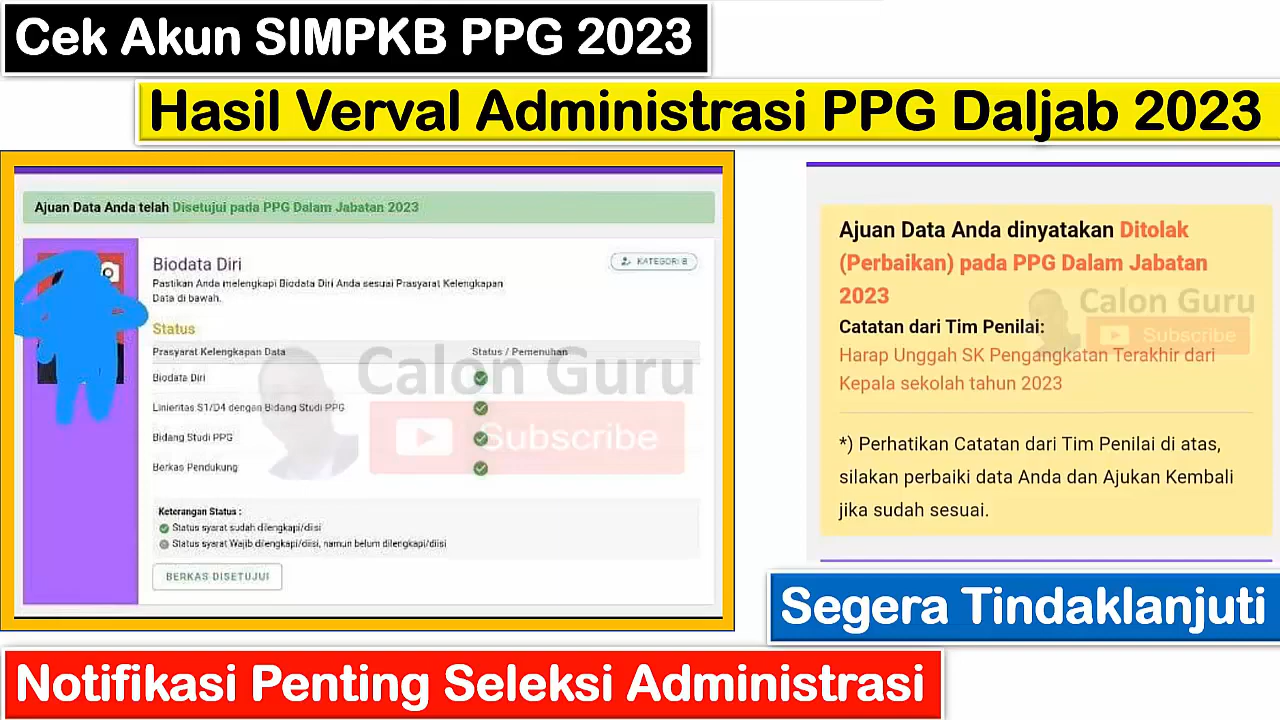 Cek Akun SIMPKB PPG 2023
Hasil Verval Administrasi PPG Daljab 2023
Ajuan Data Anda telah Disetujui pada PPG Dalam Jabatan 2023
Biodata Diri
KATEGORI B
Pastikan Anda melengkapi Biodata Diri Anda sesuai Prasyarat Kelengkapan
Data di bawah.
Status
Prasyarat Kelengkapan Data Status / Pemenuhan
Biodata Diri
Linieritas S1/D4 dengan Bidang Studi PPG
Bidang Studi PPG
Berkas Pendukung
Calon Guru
Subscribe
Keterangan Status :
Status syarat sudah dilengkapi/diisi
Status syarat Wajib dilengkapi/diisi, namun belum dilengkapi/diisi
BERKAS DISETUJUI
Ajuan Data Anda dinyatakan Ditolak
(Perbaikan) pada PPG Dalam Jabatan
2023
Calon Guru
Subscribe
Catatan dari Tim Penilai:
Harap Unggah SK Pengangkatan Terakhir dari
Kepala sekolah tahun 2023
*) Perhatikan Catatan dari Tim Penilai di atas,
silakan perbaiki data Anda dan Ajukan Kembali
jika sudah sesuai.
Segera Tindaklanjuti
Notifikasi Penting Seleksi Administrasi